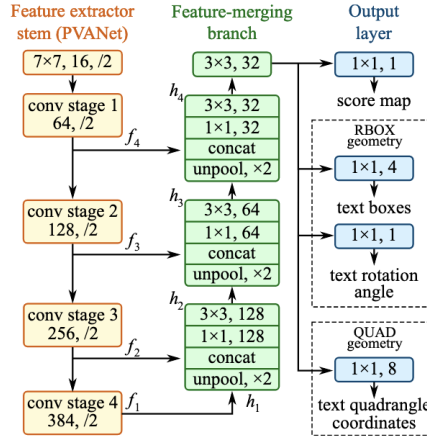 Feature extractor
stem (PVANet)
7×7, 16, /2
conv stage 1
64, /2
f4
conv stage 2
128, /2
f3
conv stage 3
256, /2
f2
conv stage 4
384, /2
f1
Feature-merging
branch
3×3, 32
h4
3×3, 32
1×1, 32
concat
unpool, ×2
h3
3×3, 64
1×1, 64
concat
unpool, ×2
h2
3×3, 128
1×1, 128
concat
unpool, ×2
h1
Output
layer
1×1, 1
score map
RBOX
geometry
1×1, 4
text boxes
1×1, 1
text rotation
angle
QUAD
geometry
1×1, 8
text quadrangle
coordinates